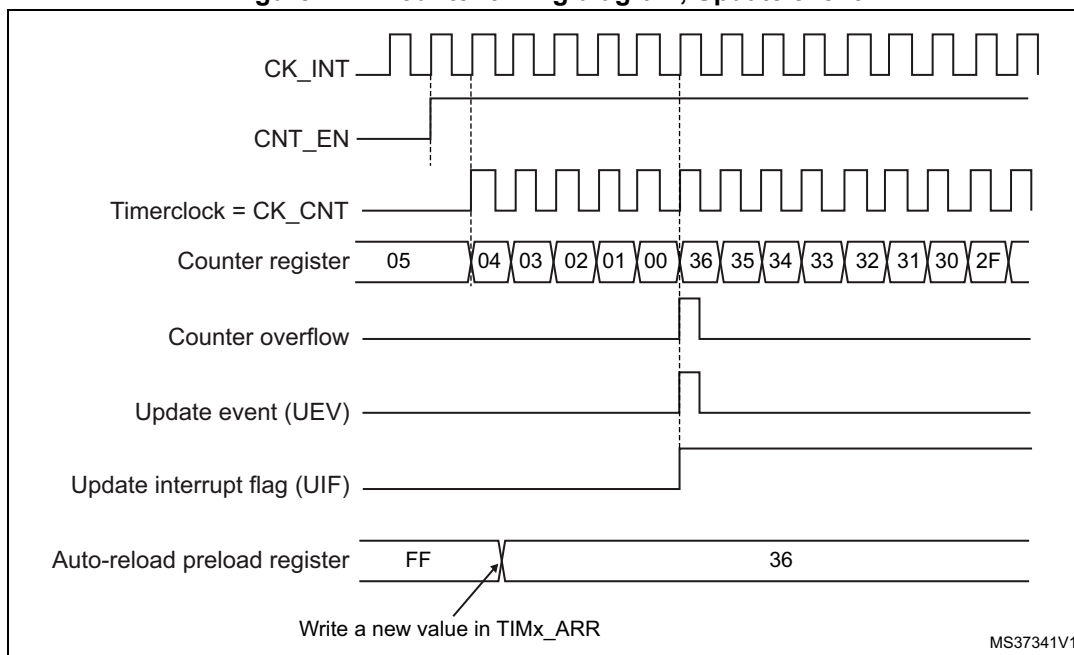 CK_INT
CNT_EN
Timerclock = CK_CNT
Counter register 05 04 03 02 01 00 36 35 34 33 32 31 30 2F
Counter overflow
Update event (UEV)
Update interrupt flag (UIF)
Auto-reload preload register FF 36
Write a new value in TIMx_ARR
MS37341V1